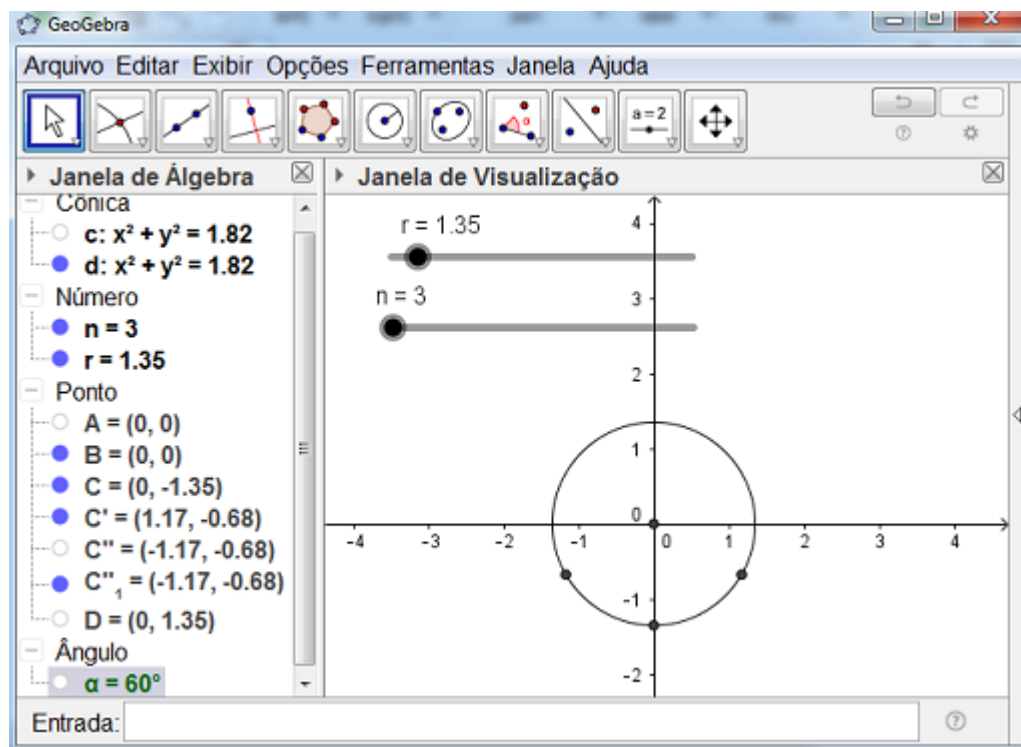 GeoGebra
Arquivo Editar Exibir Opções Ferramentas Janela Ajuda
a = 2
Janela de Álgebra
Cônica
c: x² + y² = 1.82
d: x² + y² = 1.82
Número
n = 3
r = 1.35
Ponto
A = (0, 0)
B = (0, 0)
C = (0, -1.35)
C' = (1.17, -0.68)
C'' = (-1.17, -0.68)
C''₁ = (-1.17, -0.68)
D = (0, 1.35)
Ângulo
α = 60°
Janela de Visualização
r = 1.35
n = 3
4
3
2
1
0
-1
-2
-4 -3 -2 -1 0 1 2 3 4
Entrada: